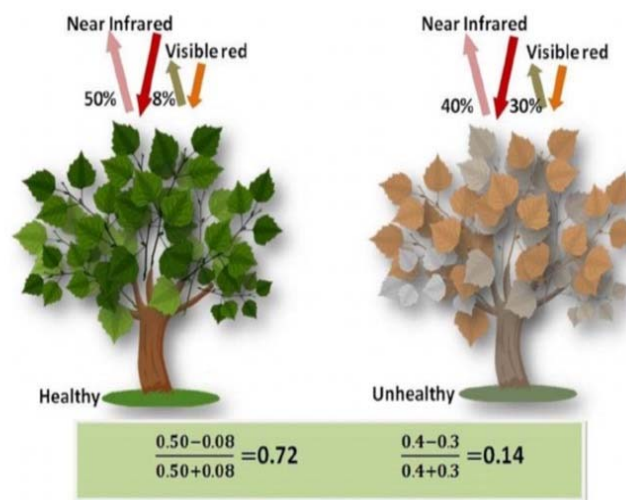 Near Infrared
Visible red
50%
8%
Near Infrared
Visible red
40%
30%
Healthy
Unhealthy
0.50−0.08
0.50+0.08
=0.72
0.4−0.3
0.4+0.3
=0.14